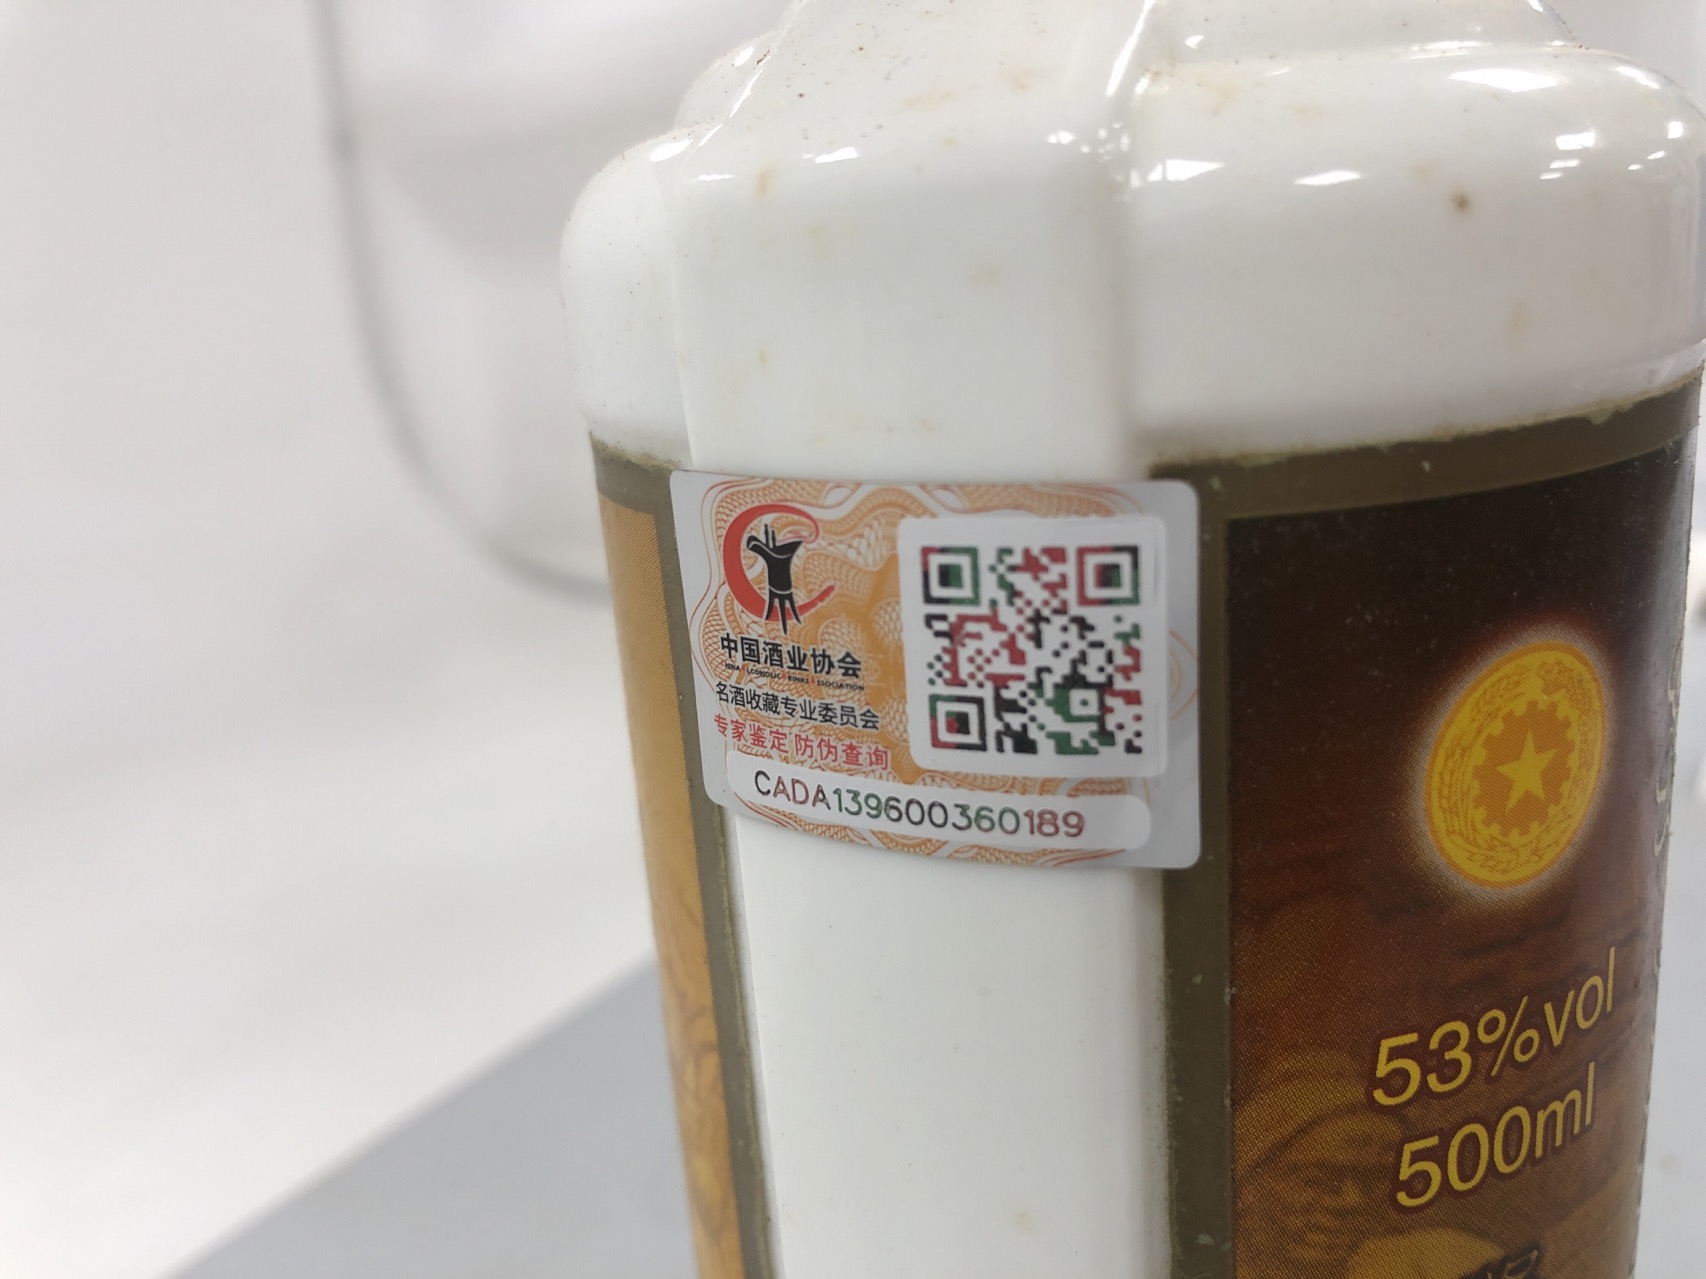 中国酒业协会
名酒收藏专业委员会
专家鉴定 防伪查询
CADA139600360189
53%vol
500ml